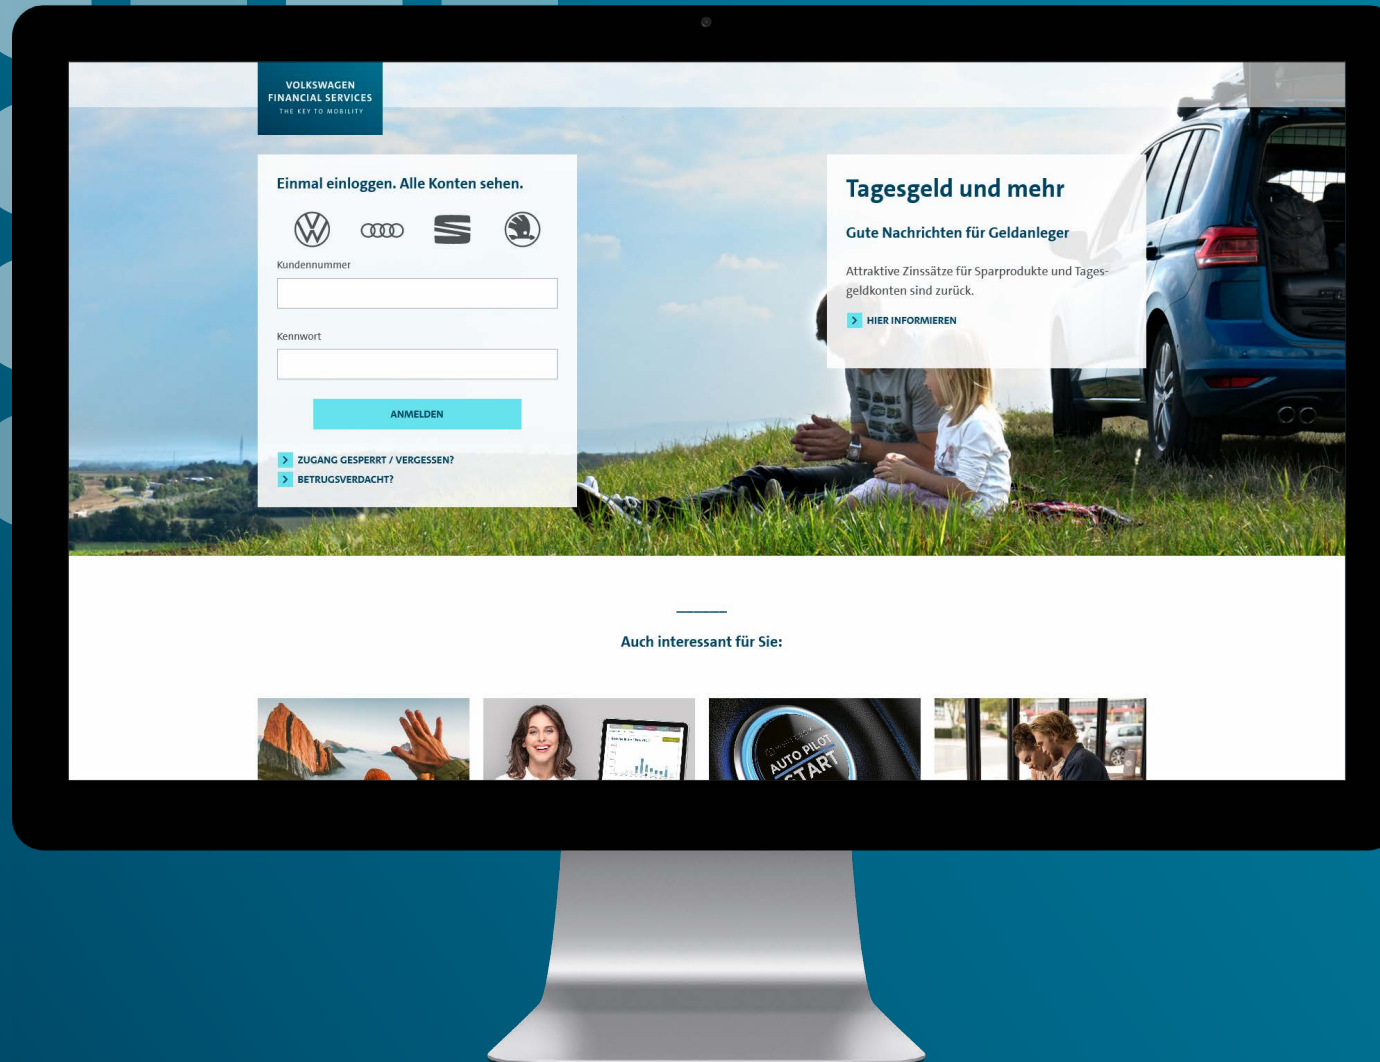 VOLKSWAGEN
FINANCIAL SERVICES
THE KEY TO MOBILITY
Einmal einloggen. Alle Konten sehen.
Kundennummer
Kennwort
ANMELDEN
ZUGANG GESPERRT / VERGESSEN?
BETRUGSVERDACHT?
Tagesgeld und mehr
Gute Nachrichten für Geldanleger
Attraktive Zinssätze für Sparprodukte und Tages-
geldkonten sind zurück.
HIER INFORMIEREN
Auch interessant für Sie:
AUTO PILOT
START